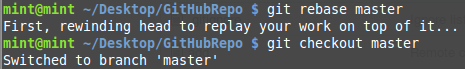 mint@mint ~/Desktop/GitHubRepo $ git rebase master
First, rewinding head to replay your work on top of it...
mint@mint ~/Desktop/GitHubRepo $ git checkout master
Switched to branch 'master'